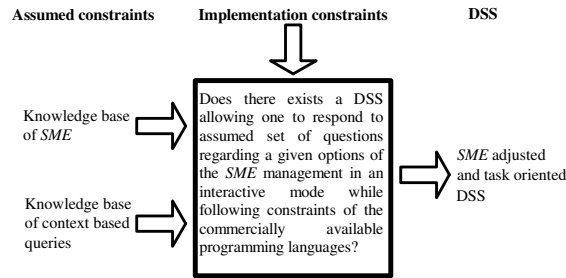 Assumed constraints
Implementation constraints
DSS
Knowledge base
of SME
Knowledge base
of context based
queries
Does there exists a DSS
allowing one to respond to
assumed set of questions
regarding a given options of
the SME management in an
interactive mode while
following constraints of the
commercially available
programming languages?
SME adjusted
and task oriented
DSS